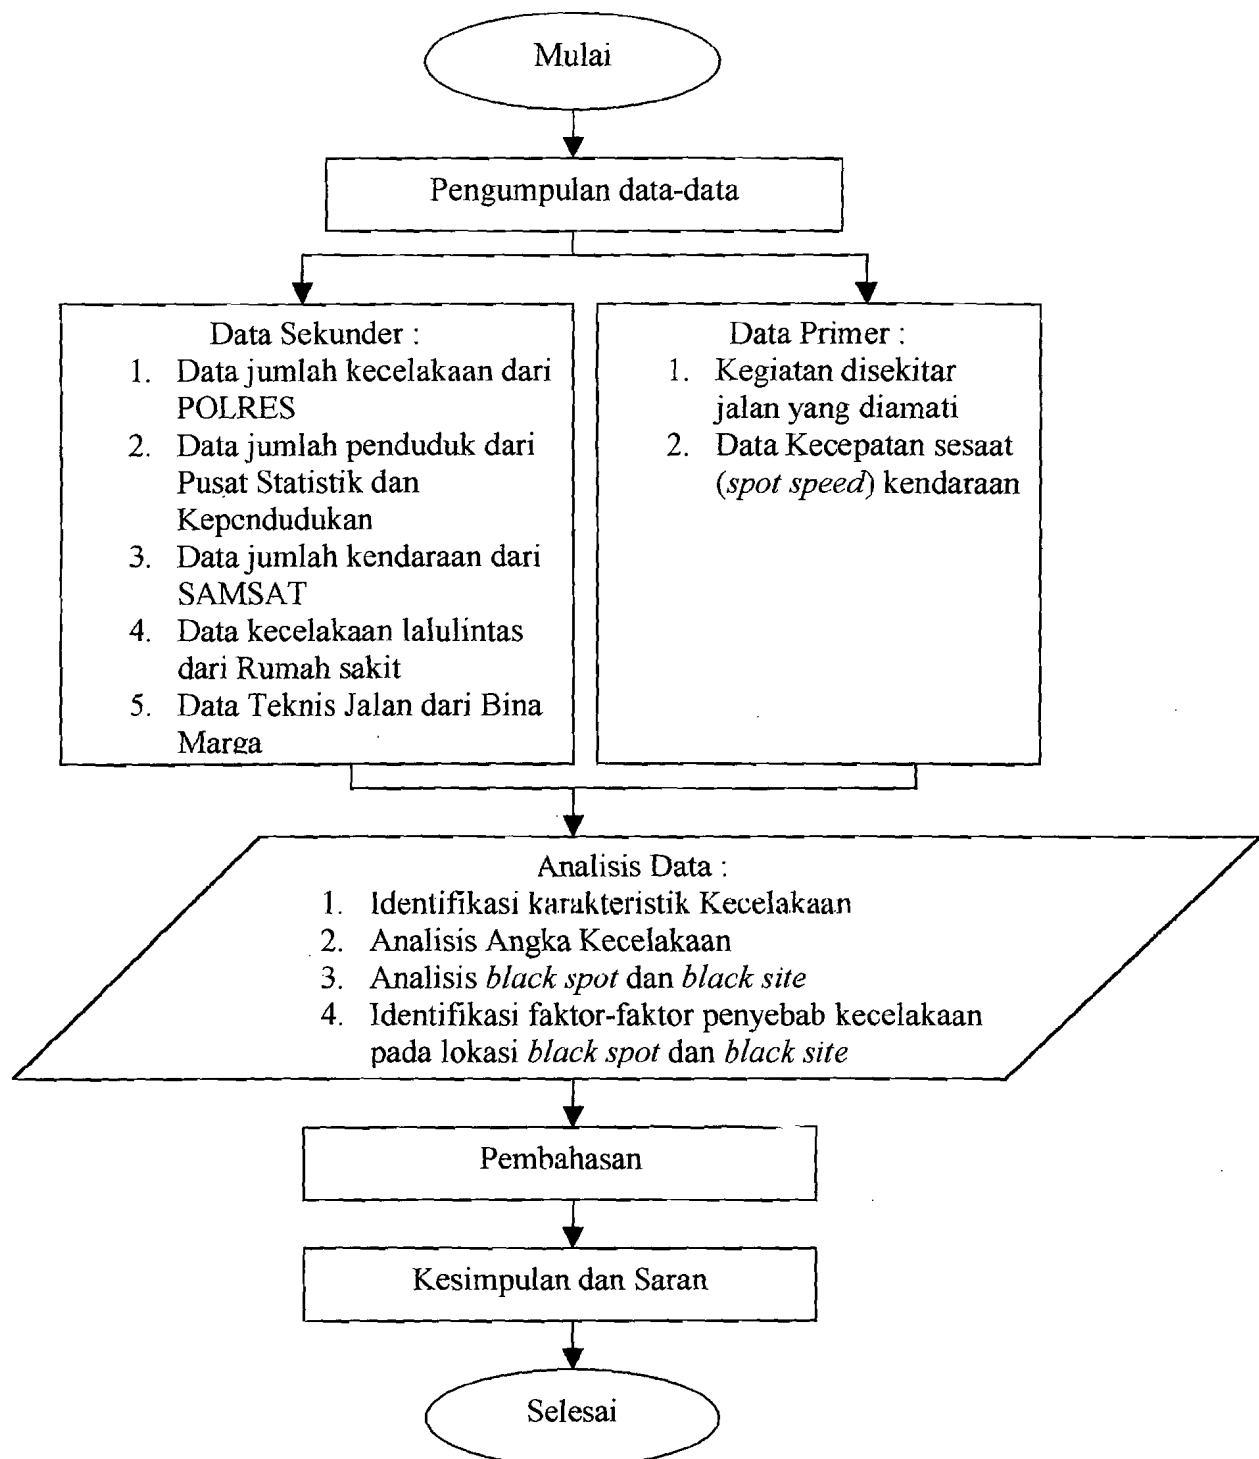 Mulai
Pengumpulan data-data
Data Sekunder :
1. Data jumlah kecelakaan dari
POLRES
2. Data jumlah penduduk dari
Pusat Statistik dan
Kependudukan
3. Data jumlah kendaraan dari
SAMSAT
4. Data kecelakaan lalulintas
dari Rumah sakit
5. Data Teknis Jalan dari Bina
Marga
Data Primer :
1. Kegiatan disekitar
jalan yang diamati
2. Data Kecepatan sesaat
(spot speed) kendaraan
Analisis Data :
1. Identifikasi karakteristik Kecelakaan
2. Analisis Angka Kecelakaan
3. Analisis black spot dan black site
4. Identifikasi faktor-faktor penyebab kecelakaan
pada lokasi black spot dan black site
Pembahasan
Kesimpulan dan Saran
Selesai